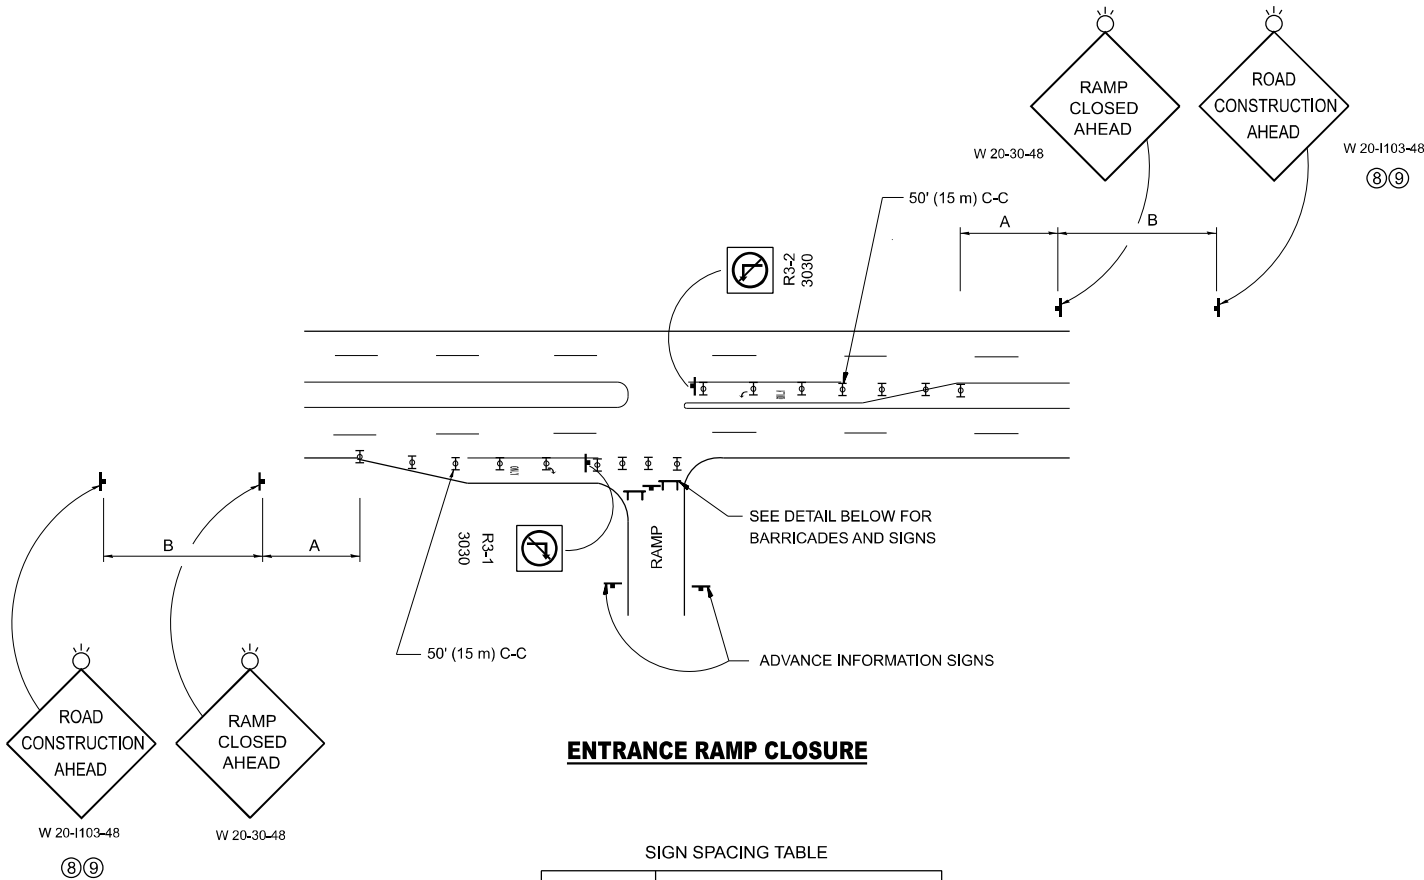 RAMP
CLOSED
AHEAD
W 20-30-48
ROAD
CONSTRUCTION
AHEAD
W 20-I103-48
⑧⑨
50' (15 m) C-C
A
B
R3-2
3030
B
A
R3-1
3030
RAMP
SEE DETAIL BELOW FOR
BARRICADES AND SIGNS
50' (15 m) C-C
ADVANCE INFORMATION SIGNS
ROAD
CONSTRUCTION
AHEAD
W 20-I103-48
⑧⑨
RAMP
CLOSED
AHEAD
W 20-30-48
ENTRANCE RAMP CLOSURE
SIGN SPACING TABLE